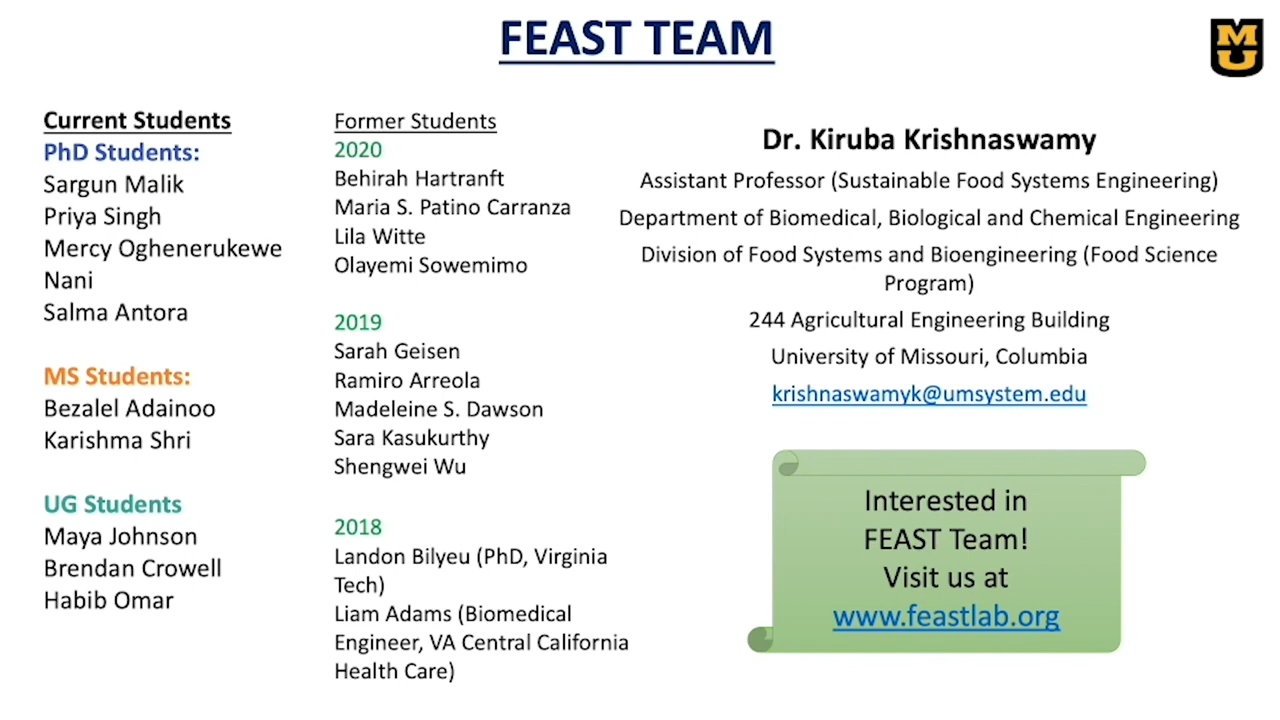 FEAST TEAM
MU
Current Students
PhD Students:
Sargun Malik
Priya Singh
Mercy Oghenerukewe
Nani
Salma Antora
MS Students:
Bezalel Adainoo
Karishma Shri
UG Students
Maya Johnson
Brendan Crowell
Habib Omar
Former Students
2020
Behirah Hartranft
Maria S. Patino Carranza
Lila Witte
Olayemi Sowemimo
2019
Sarah Geisen
Ramiro Arreola
Madeleine S. Dawson
Sara Kasukurthy
Shengwei Wu
2018
Landon Bilyeu (PhD, Virginia
Tech)
Liam Adams (Biomedical
Engineer, VA Central California
Health Care)
Dr. Kiruba Krishnaswamy
Assistant Professor (Sustainable Food Systems Engineering)
Department of Biomedical, Biological and Chemical Engineering
Division of Food Systems and Bioengineering (Food Science
Program)
244 Agricultural Engineering Building
University of Missouri, Columbia
krishnaswamyk@umsystem.edu
Interested in
FEAST Team!
Visit us at
www.feastlab.org